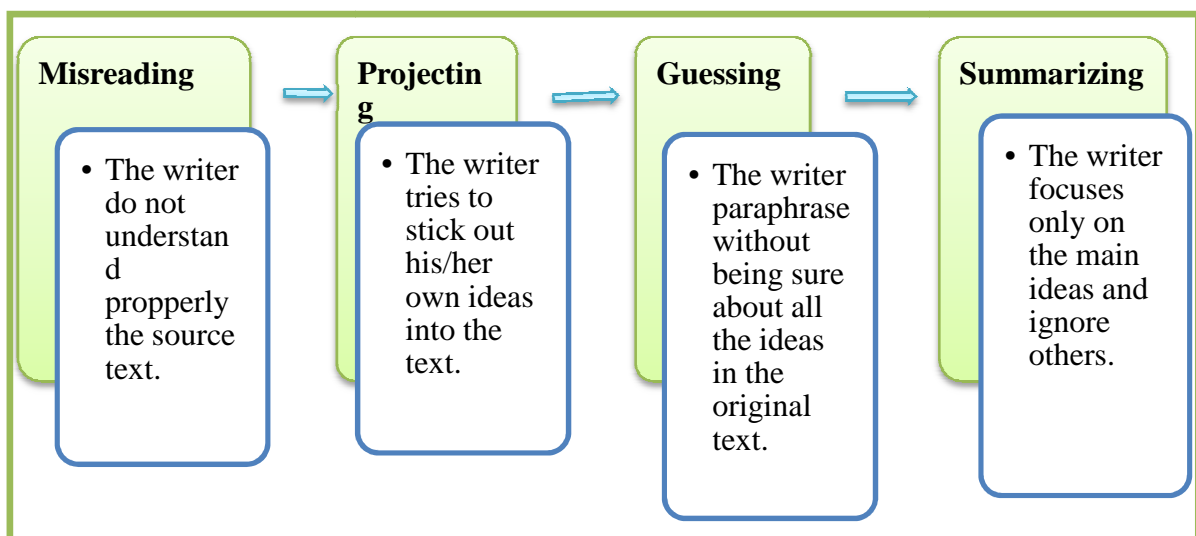 Misreading
• The writer
do not
understan
d
propperly
the source
text.
Projectin
g
• The writer
tries to
stick out
his/her
own ideas
into the
text.
Guessing
• The writer
paraphrase
without
being sure
about all
the ideas
in the
original
text.
Summarizing
• The writer
focuses
only on
the main
ideas and
ignore
others.